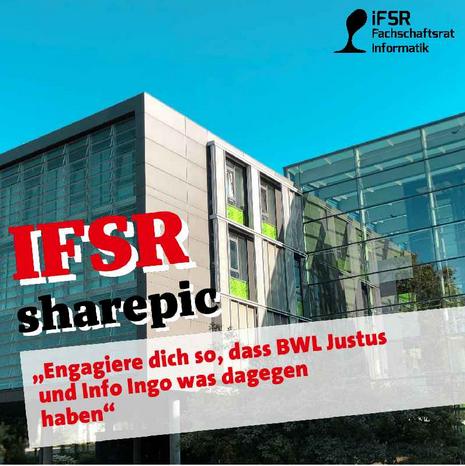 iFSR
Fachschaftsrat
Informatik
IFSR
sharepic
„Engagiere dich so, dass BWL Justus
und Info Ingo was dagegen
haben“